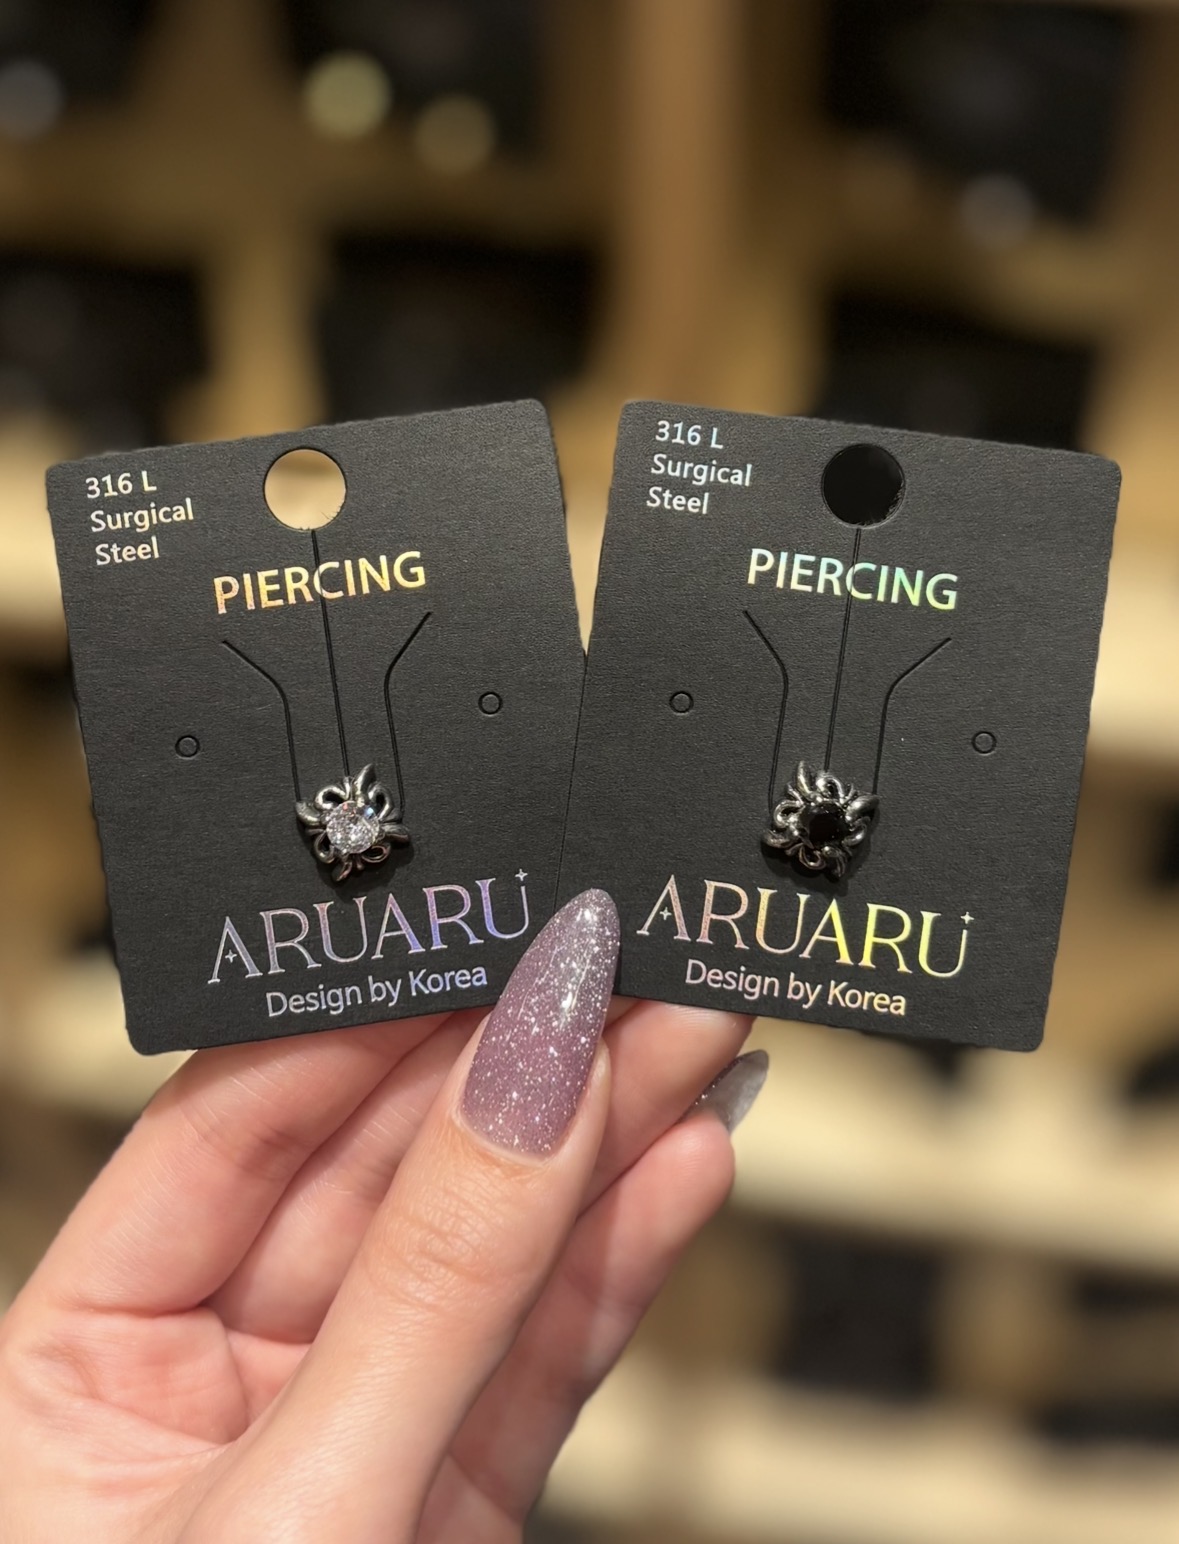 316 L
Surgical
Steel
PIERCING
ARUARU
Design by Korea
316 L
Surgical
Steel
PIERCING
ARUARU
Design by Korea